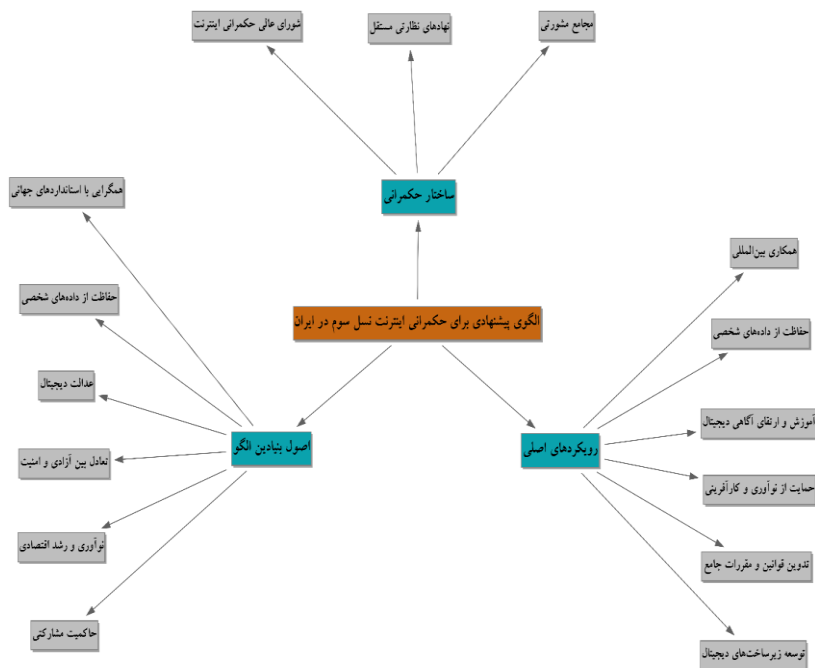 مجامع مشورتی
نهادهای نظارتی مستقل
شورای عالی حکمرانی اینترنت
ساختار حکمرانی
الگوی پیشنهادی برای حکمرانی اینترنت نسل سوم در ایران
رویکردهای اصلی
همکاری بین‌المللی
حفاظت از داده‌های شخصی
آموزش و ارتقای آگاهی دیجیتال
حمایت از نوآوری و کارآفرینی
تدوین قوانین و مقررات جامع
توسعه زیرساخت‌های دیجیتال
اصول بنیادین الگو
همگرایی با استانداردهای جهانی
حفاظت از داده‌های شخصی
عدالت دیجیتال
تعادل بین آزادی و امنیت
نوآوری و رشد اقتصادی
حاکمیت مشارکتی